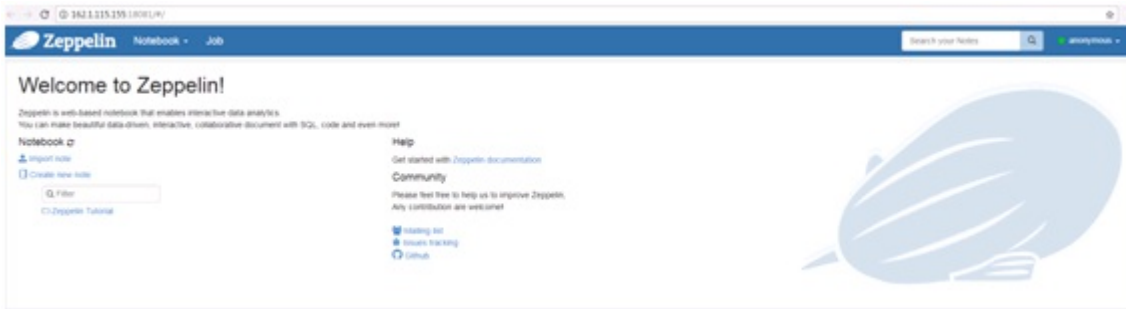 162.1.115.155:18081/#/
Zeppelin Notebook Job Search your Notes anonymous
Welcome to Zeppelin!
Zeppelin is web-based notebook that enables interactive data analytics.
You can make beautiful data-driven, interactive, collaborative document with SQL, code and even more!
Notebook
Import note
Create new note
Filter
Zeppelin Tutorial
Help
Get started with Zeppelin documentation
Community
Please feel free to help us to improve Zeppelin,
Any contribution are welcome!
Mailing list
Issues tracking
Github